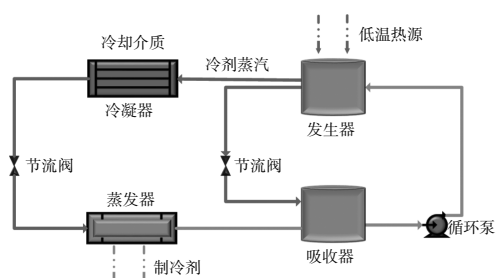 冷却介质
低温热源
冷剂蒸汽
冷凝器
发生器
节流阀
节流阀
蒸发器
循环泵
吸收器
制冷剂